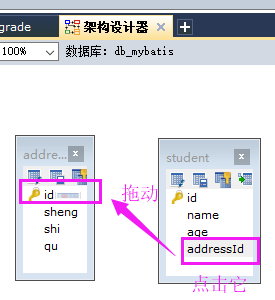 grade 架构设计器
100% 数据库: db_mybatis
addre...
student
id
sheng
shi
qu
拖动
id
name
age
addressId
点击它